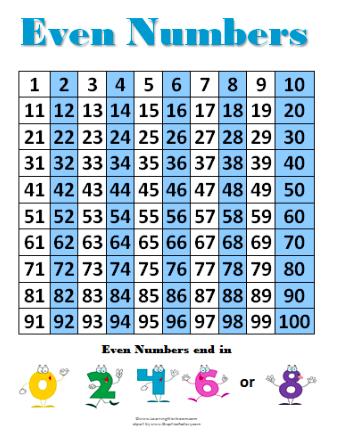 Even Numbers
1 2 3 4 5 6 7 8 9 10
11 12 13 14 15 16 17 18 19 20
21 22 23 24 25 26 27 28 29 30
31 32 33 34 35 36 37 38 39 40
41 42 43 44 45 46 47 48 49 50
51 52 53 54 55 56 57 58 59 60
61 62 63 64 65 66 67 68 69 70
71 72 73 74 75 76 77 78 79 80
81 82 83 84 85 86 87 88 89 90
91 92 93 94 95 96 97 98 99 100
Even Numbers end in
0 2 4 6 or 8